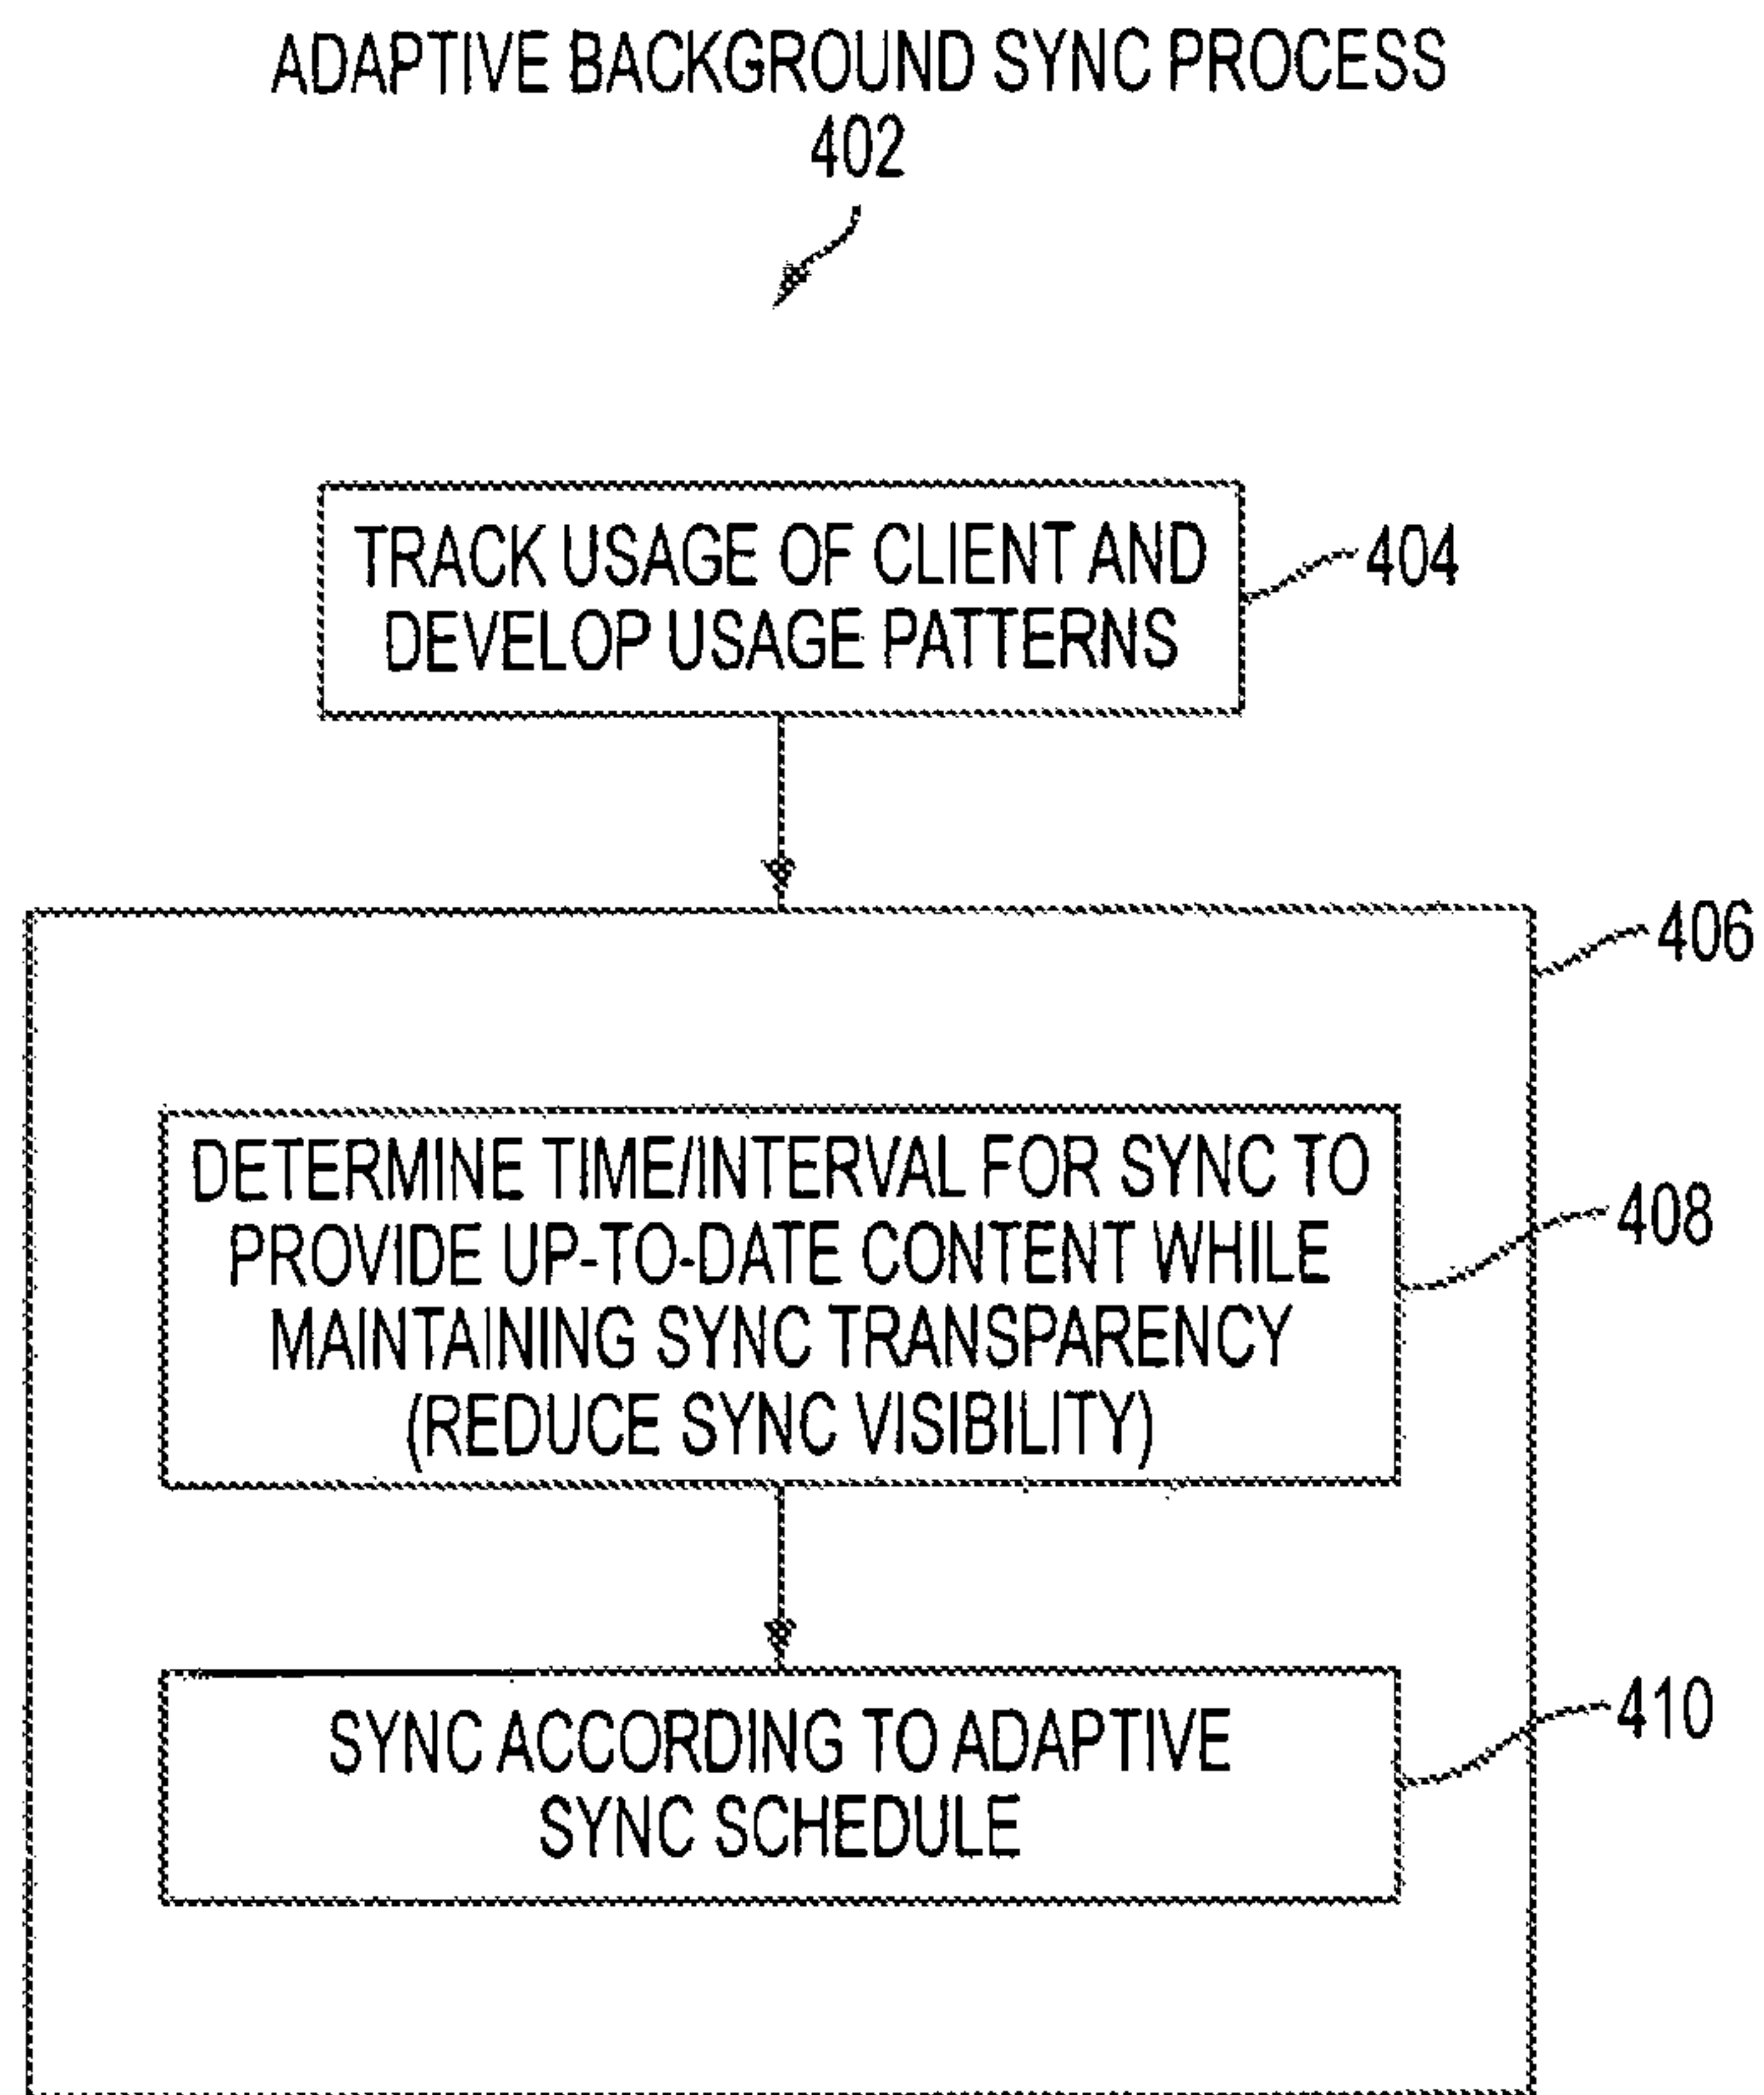 ADAPTIVE BACKGROUND SYNC PROCESS
402
TRACK USAGE OF CLIENT AND
DEVELOP USAGE PATTERNS
404
406
DETERMINE TIME/INTERVAL FOR SYNC TO
PROVIDE UP-TO-DATE CONTENT WHILE
MAINTAINING SYNC TRANSPARENCY
(REDUCE SYNC VISIBILITY)
408
SYNC ACCORDING TO ADAPTIVE
SYNC SCHEDULE
410